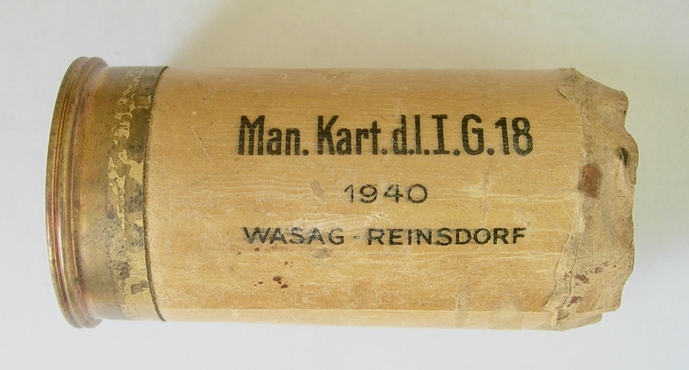 Man. Kart. d.l.I.G.18
1940
WASAG-REINSDORF